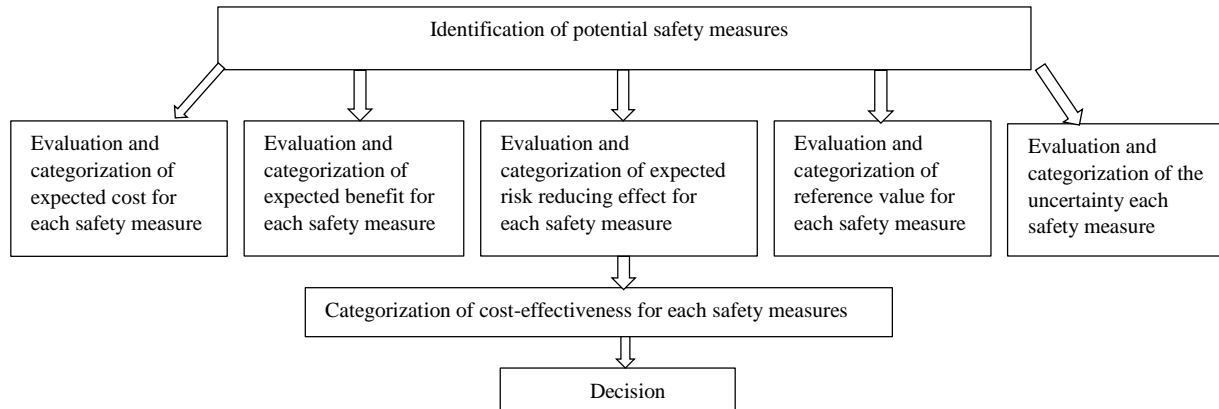 Identification of potential safety measures
Evaluation and
categorization of
expected cost for
each safety measure
Evaluation and
categorization of
expected benefit for
each safety measure
Evaluation and
categorization of expected
risk reducing effect for
each safety measure
Evaluation and
categorization of
reference value for
each safety measure
Evaluation and
categorization of the
uncertainty each
safety measure
Categorization of cost-effectiveness for each safety measures
Decision